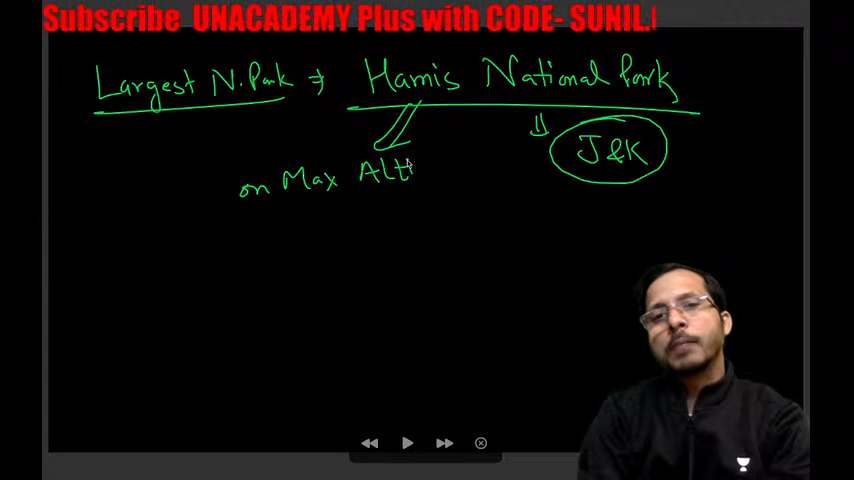 Subscribe UNACADEMY Plus with CODE- SUNIL.
Largest N.Park → Hamis National Park
J&K
on Max Alti